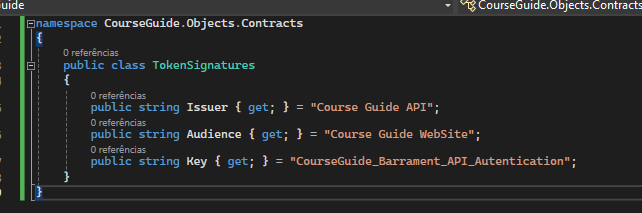 uide CourseGuide.Objects.Contracts
namespace CourseGuide.Objects.Contracts
{
0 referências
public class TokenSignatures
{
0 referências
public string Issuer { get; } = "Course Guide API";
0 referências
public string Audience { get; } = "Course Guide WebSite";
0 referências
public string Key { get; } = "CourseGuide_Barrament_API_Autentication";
}
}